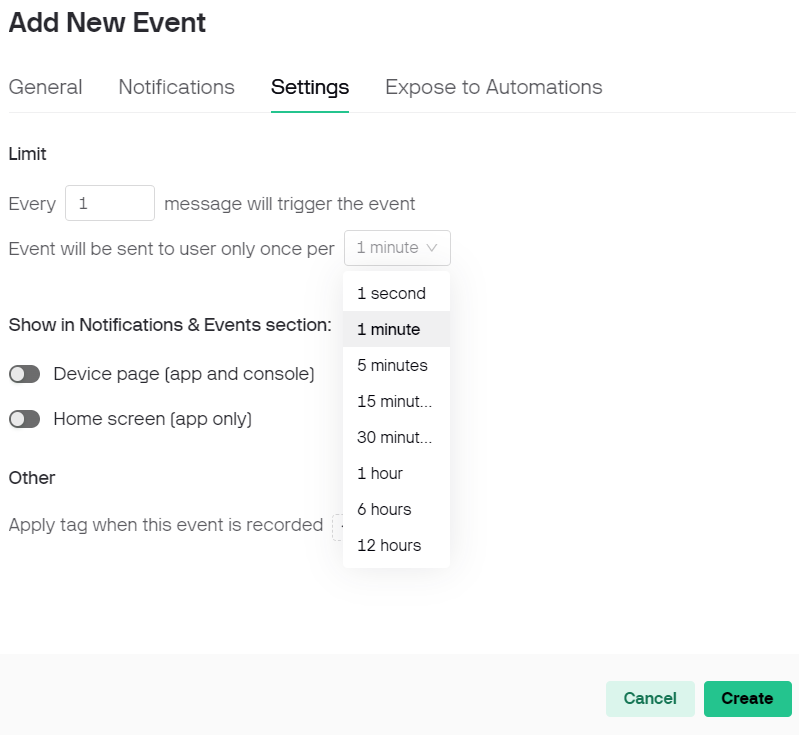 Add New Event
General Notifications Settings Expose to Automations
Limit
Every 1 message will trigger the event
Event will be sent to user only once per 1 minute
1 second
1 minute
5 minutes
15 minut...
30 minut...
1 hour
6 hours
12 hours
Show in Notifications & Events section:
Device page (app and console)
Home screen (app only)
Other
Apply tag when this event is recorded
Cancel Create